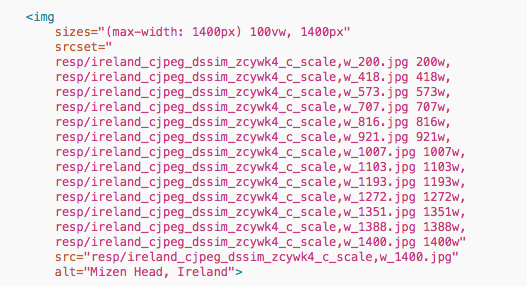 <img
sizes="(max-width: 1400px) 100vw, 1400px"
srcset="
resp/ireland_cjpeg_dssim_zcywk4_c_scale,w_200.jpg 200w,
resp/ireland_cjpeg_dssim_zcywk4_c_scale,w_418.jpg 418w,
resp/ireland_cjpeg_dssim_zcywk4_c_scale,w_573.jpg 573w,
resp/ireland_cjpeg_dssim_zcywk4_c_scale,w_707.jpg 707w,
resp/ireland_cjpeg_dssim_zcywk4_c_scale,w_816.jpg 816w,
resp/ireland_cjpeg_dssim_zcywk4_c_scale,w_921.jpg 921w,
resp/ireland_cjpeg_dssim_zcywk4_c_scale,w_1007.jpg 1007w,
resp/ireland_cjpeg_dssim_zcywk4_c_scale,w_1103.jpg 1103w,
resp/ireland_cjpeg_dssim_zcywk4_c_scale,w_1193.jpg 1193w,
resp/ireland_cjpeg_dssim_zcywk4_c_scale,w_1272.jpg 1272w,
resp/ireland_cjpeg_dssim_zcywk4_c_scale,w_1351.jpg 1351w,
resp/ireland_cjpeg_dssim_zcywk4_c_scale,w_1388.jpg 1388w,
resp/ireland_cjpeg_dssim_zcywk4_c_scale,w_1400.jpg 1400w"
src="resp/ireland_cjpeg_dssim_zcywk4_c_scale,w_1400.jpg"
alt="Mizen Head, Ireland">